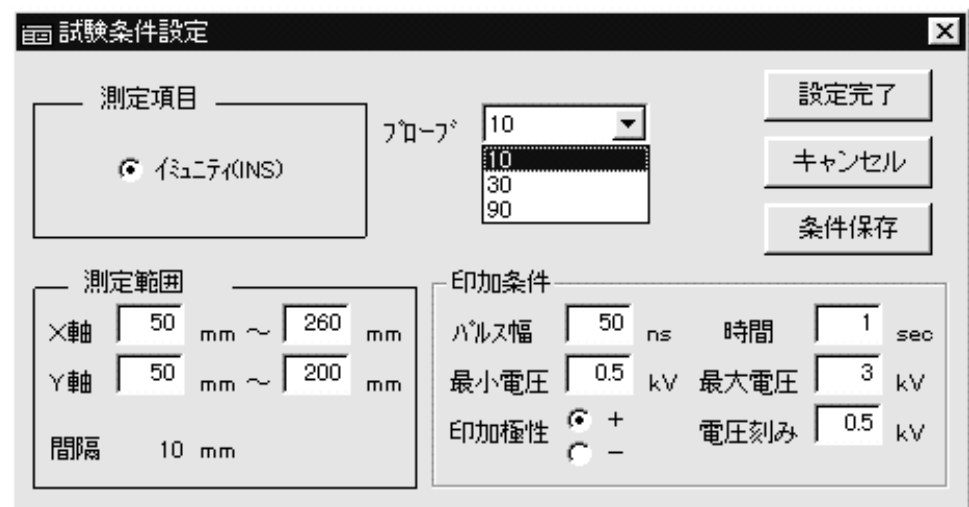 試験条件設定
測定項目
イミュニティ(INS)
プローブ 10
10
30
90
設定完了
キャンセル
条件保存
測定範囲
X軸 50 mm ～ 260 mm
Y軸 50 mm ～ 200 mm
間隔 10 mm
印加条件
パルス幅 50 ns 時間 1 sec
最小電圧 0.5 kV 最大電圧 3 kV
印加極性 + 電圧刻み 0.5 kV
−